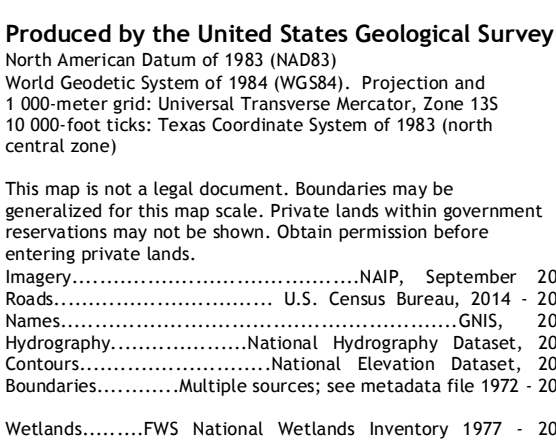 Produced by the United States Geological Survey
North American Datum of 1983 (NAD83)
World Geodetic System of 1984 (WGS84). Projection and
1 000-meter grid: Universal Transverse Mercator, Zone 13S
10 000-foot ticks: Texas Coordinate System of 1983 (north
central zone)
This map is not a legal document. Boundaries may be
generalized for this map scale. Private lands within government
reservations may not be shown. Obtain permission before
entering private lands.
Imagery.......................................NAIP, September 20
Roads.............................. U.S. Census Bureau, 2014 - 20
Names......................................................GNIS, 20
Hydrography...................National Hydrography Dataset, 20
Contours..........................National Elevation Dataset, 20
Boundaries............Multiple sources; see metadata file 1972 - 20
Wetlands.........FWS National Wetlands Inventory 1977 - 20